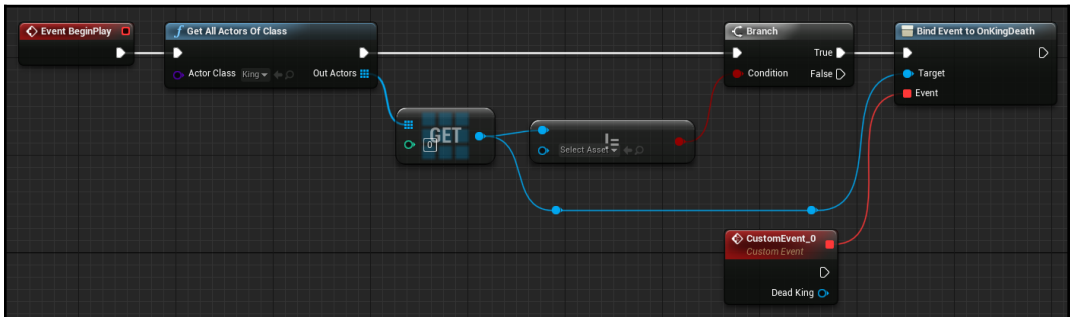 Event BeginPlay
Get All Actors Of Class
Actor Class King
Out Actors
GET
0
!=
Select Asset
Branch
True
Condition
False
Bind Event to OnKingDeath
Target
Event
CustomEvent_0
Custom Event
Dead King